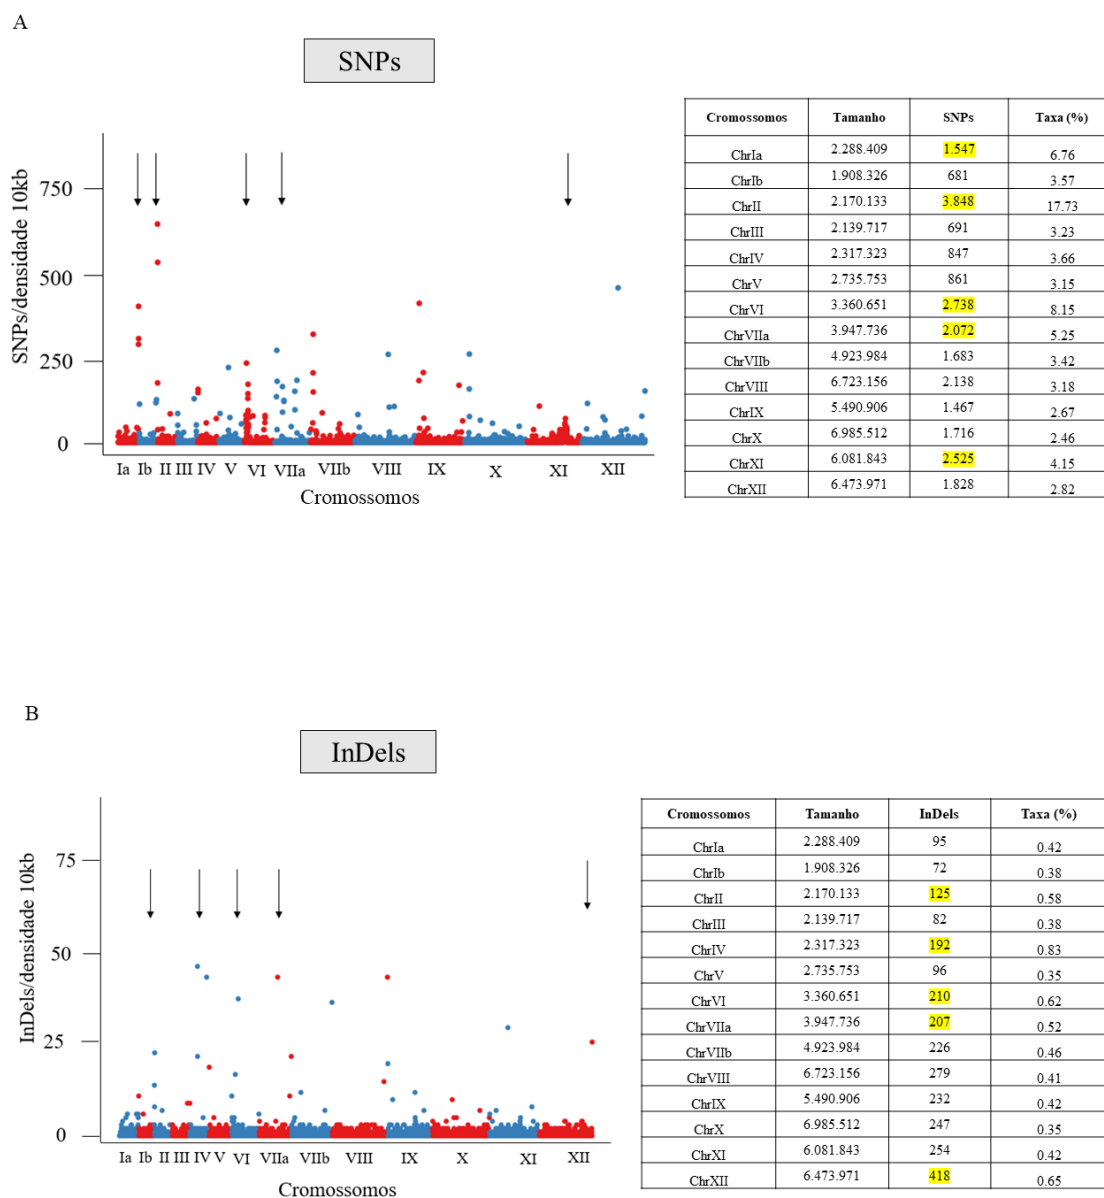 A
SNPs
SNPs/densidade 10kb
750
500
250
0
Ia Ib II III IV V VI VIIa VIIb VIII IX X XI XII
Cromossomos
Cromossomos Tamanho SNPs Taxa (%)
ChrIa 2.288.409 1.547 6.76
ChrIb 1.908.326 681 3.57
ChrII 2.170.133 3.848 17.73
ChrIII 2.139.717 691 3.23
ChrIV 2.317.323 847 3.66
ChrV 2.735.753 861 3.15
ChrVI 3.360.651 2.738 8.15
ChrVIIa 3.947.736 2.072 5.25
ChrVIIb 4.923.984 1.683 3.42
ChrVIII 6.723.156 2.138 3.18
ChrIX 5.490.906 1.467 2.67
ChrX 6.985.512 1.716 2.46
ChrXI 6.081.843 2.525 4.15
ChrXII 6.473.971 1.828 2.82
B
InDels
InDels/densidade 10kb
75
50
25
0
Ia Ib II III IV V VI VIIa VIIb VIII IX X XI XII
Cromossomos
Cromossomos Tamanho InDels Taxa (%)
ChrIa 2.288.409 95 0.42
ChrIb 1.908.326 72 0.38
ChrII 2.170.133 125 0.58
ChrIII 2.139.717 82 0.38
ChrIV 2.317.323 192 0.83
ChrV 2.735.753 96 0.35
ChrVI 3.360.651 210 0.62
ChrVIIa 3.947.736 207 0.52
ChrVIIb 4.923.984 226 0.46
ChrVIII 6.723.156 279 0.41
ChrIX 5.490.906 232 0.42
ChrX 6.985.512 247 0.35
ChrXI 6.081.843 254 0.42
ChrXII 6.473.971 418 0.65